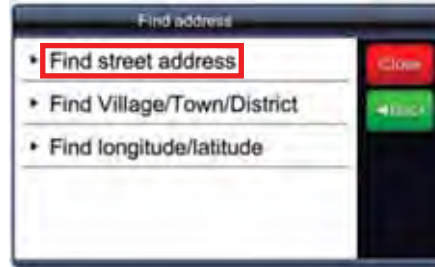 Find address
Find street address
Close
Find Village/Town/District
Back
Find longitude/latitude